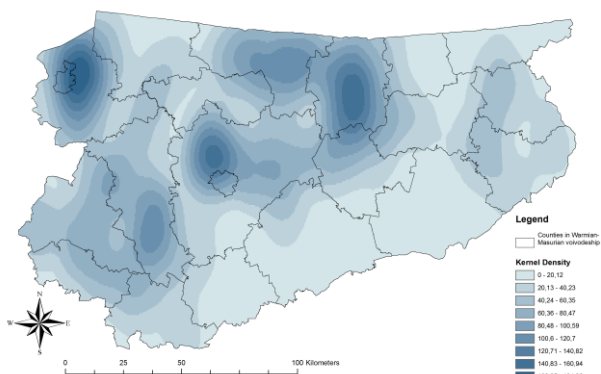 Legend
Counties in Warmian-
Masurian voivodeship
Kernel Density
0 - 20,12
20,13 - 40,23
40,24 - 60,35
60,36 - 80,47
80,48 - 100,59
100,6 - 120,7
120,71 - 140,82
140,83 - 160,94
N
W
E
S
0 25 50 100 Kilometers